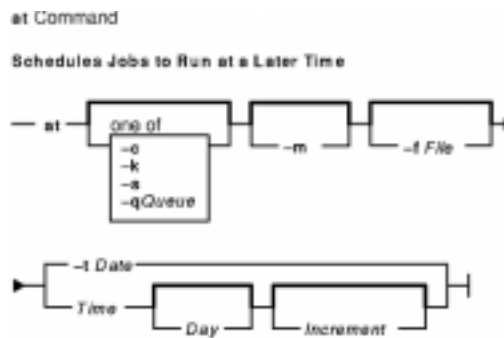 at Command
Schedules Jobs to Run at a Later Time
at
one of
–c
–k
–s
–qQueue
–m
–f File
–t Date
Time
Day
Increment